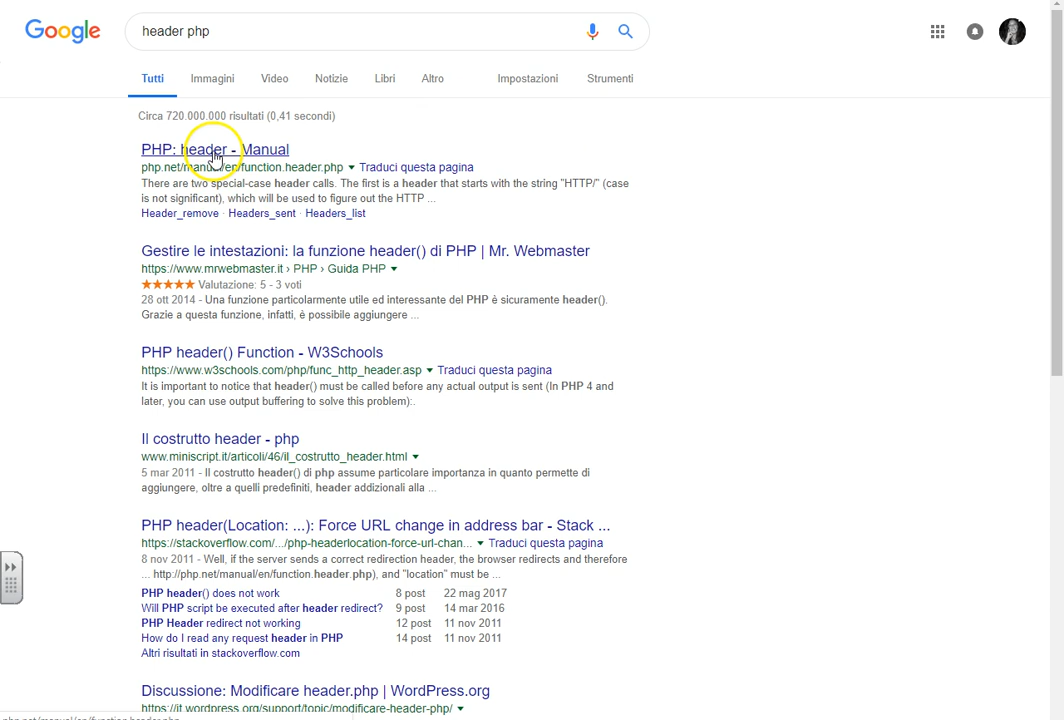 Google
header php
Tutti Immagini Video Notizie Libri Altro Impostazioni Strumenti
Circa 720.000.000 risultati (0,41 secondi)
PHP: header - Manual
php.net/manual/en/function.header.php ▼ Traduci questa pagina
There are two special-case header calls. The first is a header that starts with the string "HTTP/" (case
is not significant), which will be used to figure out the HTTP ...
Header_remove · Headers_sent · Headers_list
Gestire le intestazioni: la funzione header() di PHP | Mr. Webmaster
https://www.mrwebmaster.it › PHP › Guida PHP ▼
★★★★★ Valutazione: 5 - 3 voti
28 ott 2014 - Una funzione particolarmente utile ed interessante del PHP è sicuramente header().
Grazie a questa funzione, infatti, è possibile aggiungere ...
PHP header() Function - W3Schools
https://www.w3schools.com/php/func_http_header.asp ▼ Traduci questa pagina
It is important to notice that header() must be called before any actual output is sent (In PHP 4 and
later, you can use output buffering to solve this problem):.
Il costrutto header - php
www.miniscript.it/articoli/46/il_costrutto_header.html ▼
5 mar 2011 - Il costrutto header() di php assume particolare importanza in quanto permette di
aggiungere, oltre a quelli predefiniti, header addizionali alla ...
PHP header(Location: ...): Force URL change in address bar - Stack ...
https://stackoverflow.com/.../php-headerlocation-force-url-chan... ▼ Traduci questa pagina
8 nov 2011 - Well, if the server sends a correct redirection header, the browser redirects and therefore
... http://php.net/manual/en/function.header.php), and "location" must be ...
PHP header() does not work 8 post 22 mag 2017
Will PHP script be executed after header redirect? 9 post 14 mar 2016
PHP Header redirect not working 12 post 11 nov 2011
How do I read any request header in PHP 14 post 11 nov 2011
Altri risultati in stackoverflow.com
Discussione: Modificare header.php | WordPress.org
https://it.wordpress.org/support/topic/modificare-header-php/ ▼
php.net/manual/en/function.header.php